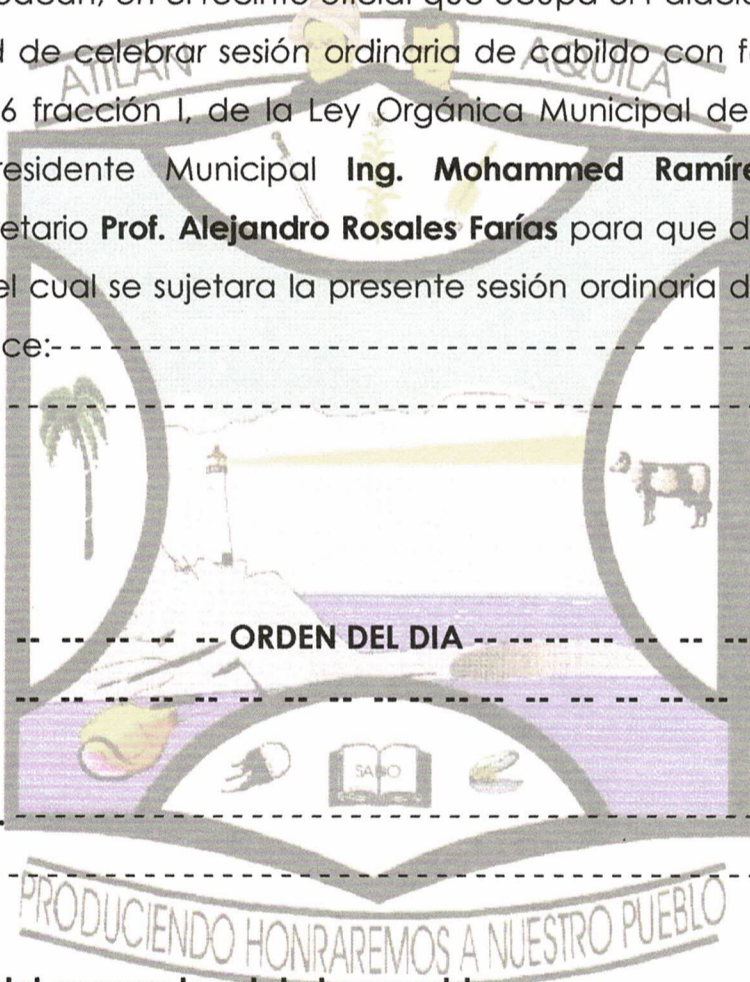 d de celebrar sesión ordinaria de cabildo con f
ATILAN AQUILA
6 fracción I, de la Ley Orgánica Municipal de
residente Municipal Ing. Mohammed Ramíre
etario Prof. Alejandro Rosales Farías para que d
el cual se sujetara la presente sesión ordinaria d
ce:- - - - - - - - - - - - - - - - - - - - - - - - - - - - - - - - - -
-- -- -- -- -- ORDEN DEL DIA -- -- -- -- -- -- --
PRODUCIENDO HONRAREMOS A NUESTRO PUEBLO